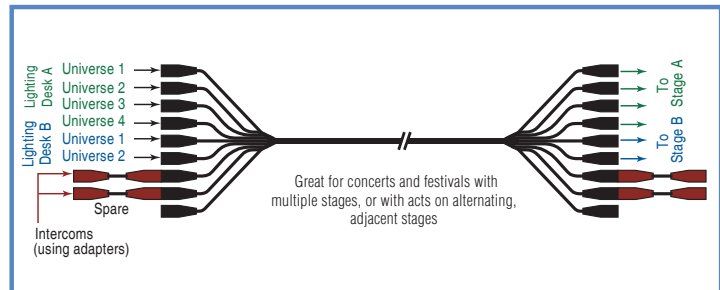 Lighting
Desk A
Universe 1
Universe 2
Universe 3
Universe 4
Lighting
Desk B
Universe 1
Universe 2
Spare
Intercoms
(using adapters)
Great for concerts and festivals with
multiple stages, or with acts on alternating,
adjacent stages
To
Stage A
To
Stage B